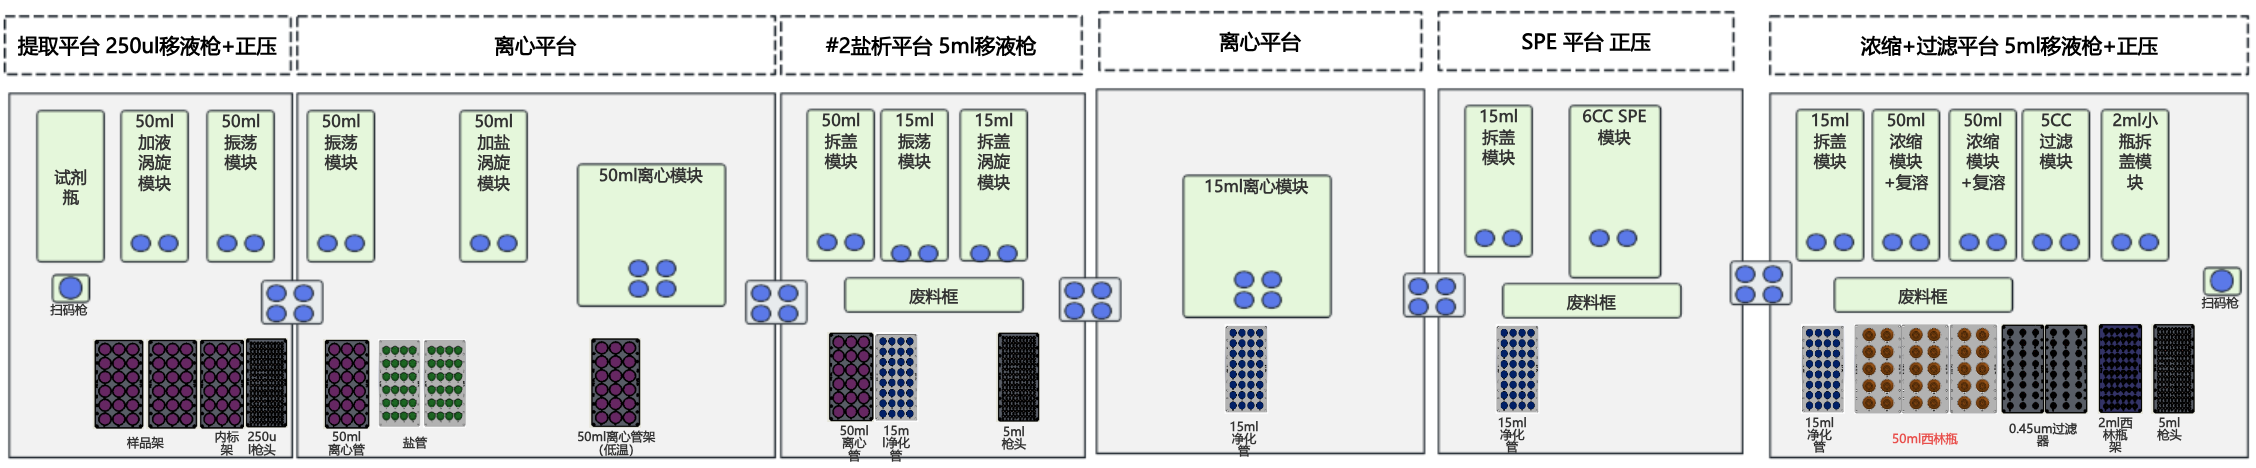 提取平台 250ul移液枪+正压
离心平台
#2盐析平台 5ml移液枪
离心平台
SPE 平台 正压
浓缩+过滤平台 5ml移液枪+正压
试剂
瓶
50ml
加液
涡旋
模块
50ml
振荡
模块
扫码枪
样品架
内标
架
250u
l枪头
50ml
振荡
模块
50ml
加盐
涡旋
模块
50ml离心模块
50ml
离心管
盐管
50ml离心管架
(低温)
50ml
拆盖
模块
15ml
振荡
模块
15ml
拆盖
涡旋
模块
废料框
50ml
离心
管
15m
l净化
管
5ml
枪头
15ml离心模块
15ml
净化
管
15ml
拆盖
模块
6CC SPE
模块
废料框
15ml
净化
管
15ml
拆盖
模块
50ml
浓缩
模块
+复溶
50ml
浓缩
模块
+复溶
5CC
过滤
模块
2ml小
瓶拆
盖模
块
废料框
扫码枪
15ml
净化
管
50ml西林瓶
0.45um过滤
器
2ml西
林瓶
架
5ml
枪头